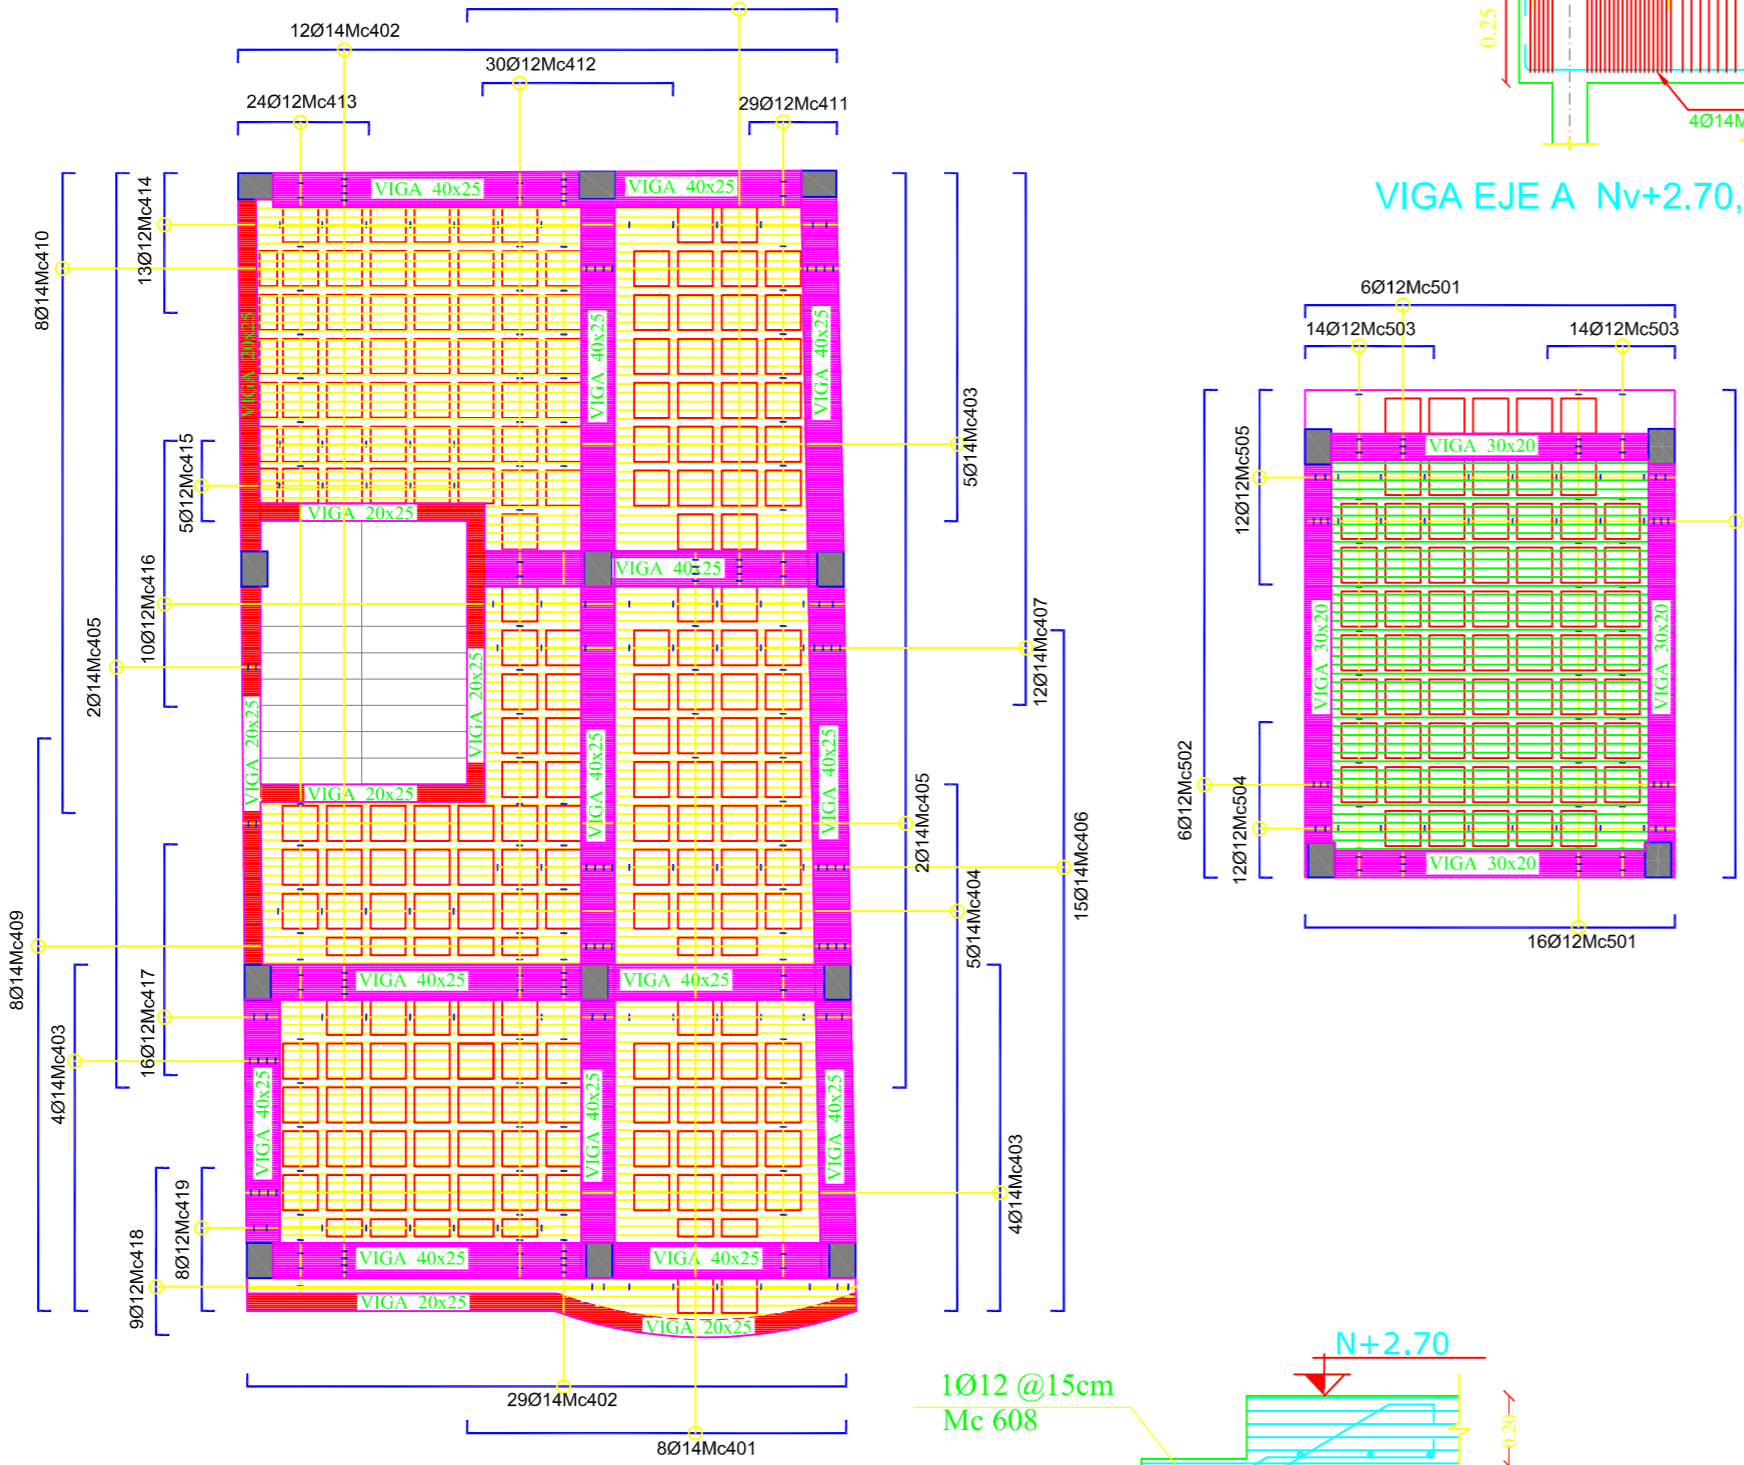 12Ø14Mc402
30Ø12Mc412
24Ø12Mc413
29Ø12Mc411
0.25
VIGA EJE A Nv+2.70,
8Ø14Mc410
13Ø12Mc414
VIGA 40x25
VIGA 40x25
VIGA 20x25
VIGA 40x25
VIGA 40x25
5Ø14Mc403
5Ø12Mc415
VIGA 20x25
VIGA 40x25
10Ø12Mc416
2Ø14Mc405
12Ø14Mc407
VIGA 20x25
VIGA 20x25
VIGA 20x25
VIGA 40x25
VIGA 40x25
2Ø14Mc405
15Ø14Mc406
5Ø14Mc404
8Ø14Mc409
4Ø14Mc403
16Ø12Mc417
VIGA 40x25
VIGA 40x25
VIGA 40x25
VIGA 40x25
VIGA 40x25
4Ø14Mc403
9Ø12Mc418
8Ø12Mc419
VIGA 40x25
VIGA 40x25
VIGA 20x25
VIGA 20x25
29Ø14Mc402
8Ø14Mc401
6Ø12Mc501
14Ø12Mc503
14Ø12Mc503
12Ø12Mc505
VIGA 30x20
VIGA 30x20
VIGA 30x20
6Ø12Mc502
12Ø12Mc504
VIGA 30x20
16Ø12Mc501
N+2.70
1Ø12 @15cm
Mc 608
0.20